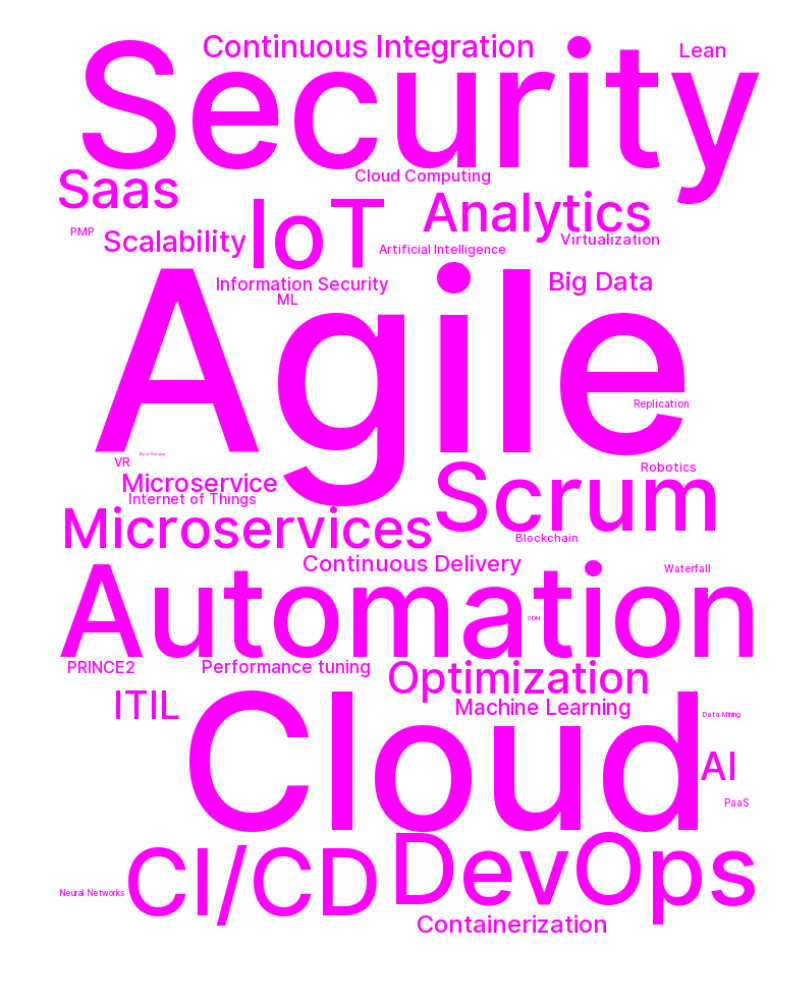 Continuous Integration
Lean
Security
Cloud Computing
Saas
IoT
Analytics
PMP
Scalability
Virtualization
Artificial Intelligence
Information Security
Big Data
ML
Agile
Replication
VR
Robotics
Microservice
Scrum
Internet of Things
Microservices
Blockchain
Continuous Delivery
Waterfall
Automation
SDN
PRINCE2
Performance tuning
Optimization
ITIL
Machine Learning
Data Mining
Cloud
AI
PaaS
CI/CD
DevOps
Neural Networks
Containerization